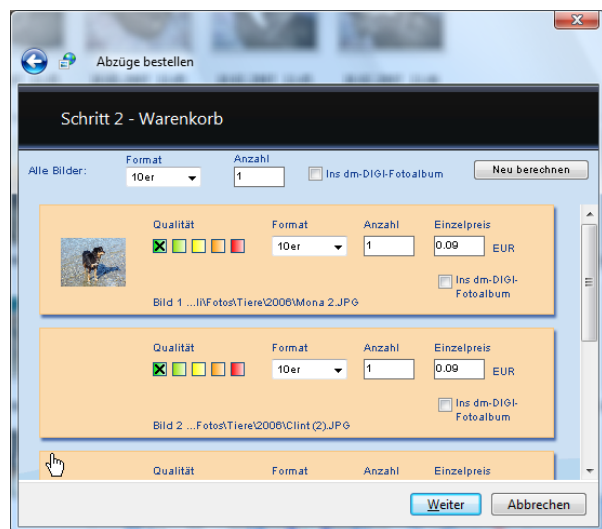 Abzüge bestellen
Schritt 2 - Warenkorb
Alle Bilder:
Format
10er
Anzahl
1
Ins dm-DIGI-Fotoalbum
Neu berechnen
Qualität Format Anzahl Einzelpreis
10er 1 0.09 EUR
Ins dm-DIGI-
Fotoalbum
Bild 1 ...li\Fotos\Tiere\2006\Mona 2.JPG
Qualität Format Anzahl Einzelpreis
10er 1 0.09 EUR
Ins dm-DIGI-
Fotoalbum
Bild 2 ...Fotos\Tiere\2006\Clint (2).JPG
Qualität Format Anzahl Einzelpreis
Weiter Abbrechen